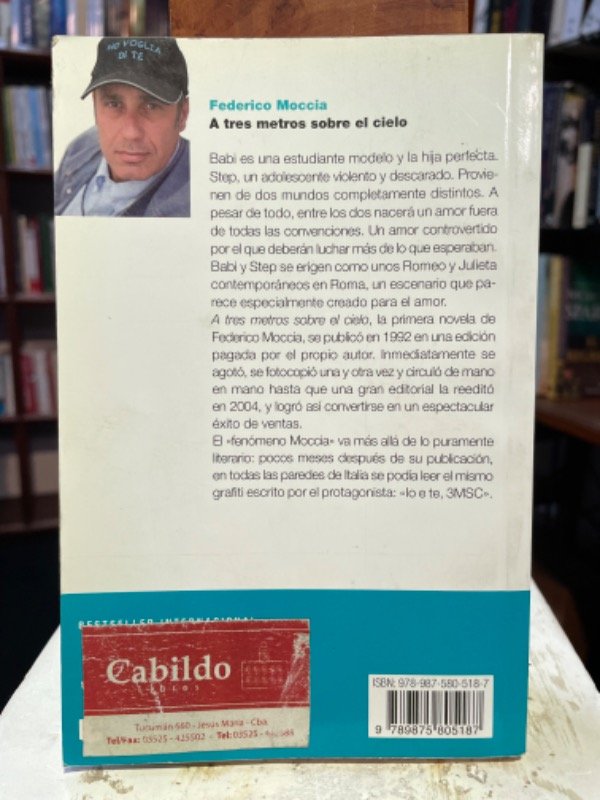 NO VOGLIA
DI TE
Federico Moccia
A tres metros sobre el cielo
Babi es una estudiante modelo y la hija perfecta.
Step, un adolescente violento y descarado. Provie-
nen de dos mundos completamente distintos. A
pesar de todo, entre los dos nacerá un amor fuera
de todas las convenciones. Un amor controvertido
por el que deberán luchar más de lo que esperaban.
Babi y Step se erigen como unos Romeo y Julieta
contemporáneos en Roma, un escenario que pa-
rece especialmente creado para el amor.
A tres metros sobre el cielo, la primera novela de
Federico Moccia, se publicó en 1992 en una edición
pagada por el propio autor. Inmediatamente se
agotó, se fotocopió una y otra vez y circuló de mano
en mano hasta que una gran editorial la reeditó
en 2004, y logró así convertirse en un espectacular
éxito de ventas.
El «fenómeno Moccia» va más allá de lo puramente
literario: pocos meses después de su publicación,
en todas las paredes de Italia se podía leer el mismo
grafiti escrito por el protagonista: «Io e te, 3MSC».
BESTSELLER INTERNACIONAL
Cabildo
Libros
Tucumán 560 - Jesús María - Cba.
Tel/Fax: 03525 - 425502 - Tel: 03525 -
ISBN: 978-987-580-518-7
9 789875 805187